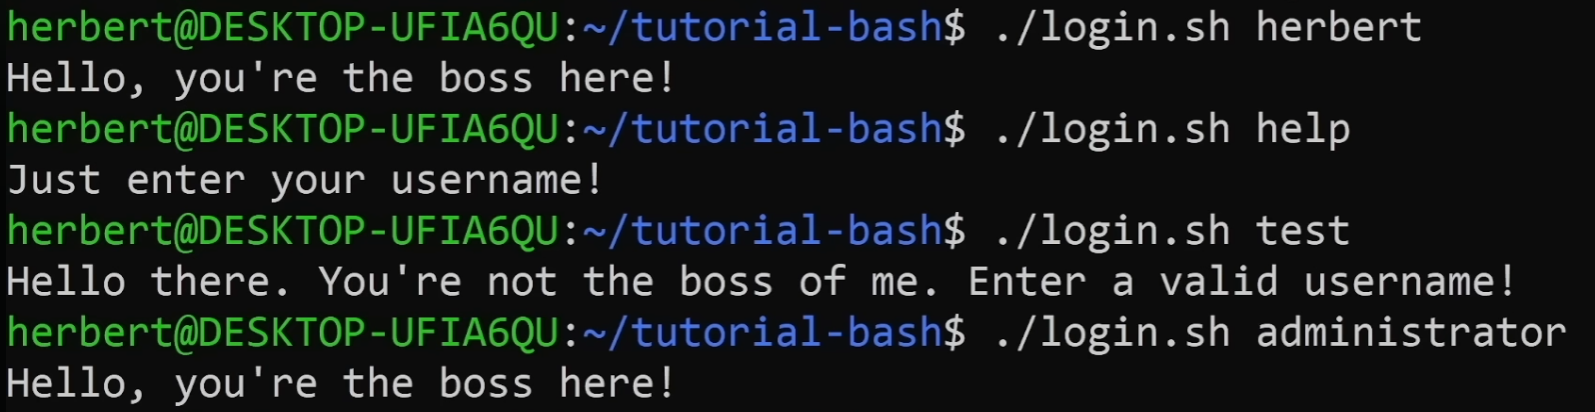 herbert@DESKTOP-UFIA6QU:~/tutorial-bash$ ./login.sh herbert
Hello, you're the boss here!
herbert@DESKTOP-UFIA6QU:~/tutorial-bash$ ./login.sh help
Just enter your username!
herbert@DESKTOP-UFIA6QU:~/tutorial-bash$ ./login.sh test
Hello there. You're not the boss of me. Enter a valid username!
herbert@DESKTOP-UFIA6QU:~/tutorial-bash$ ./login.sh administrator
Hello, you're the boss here!